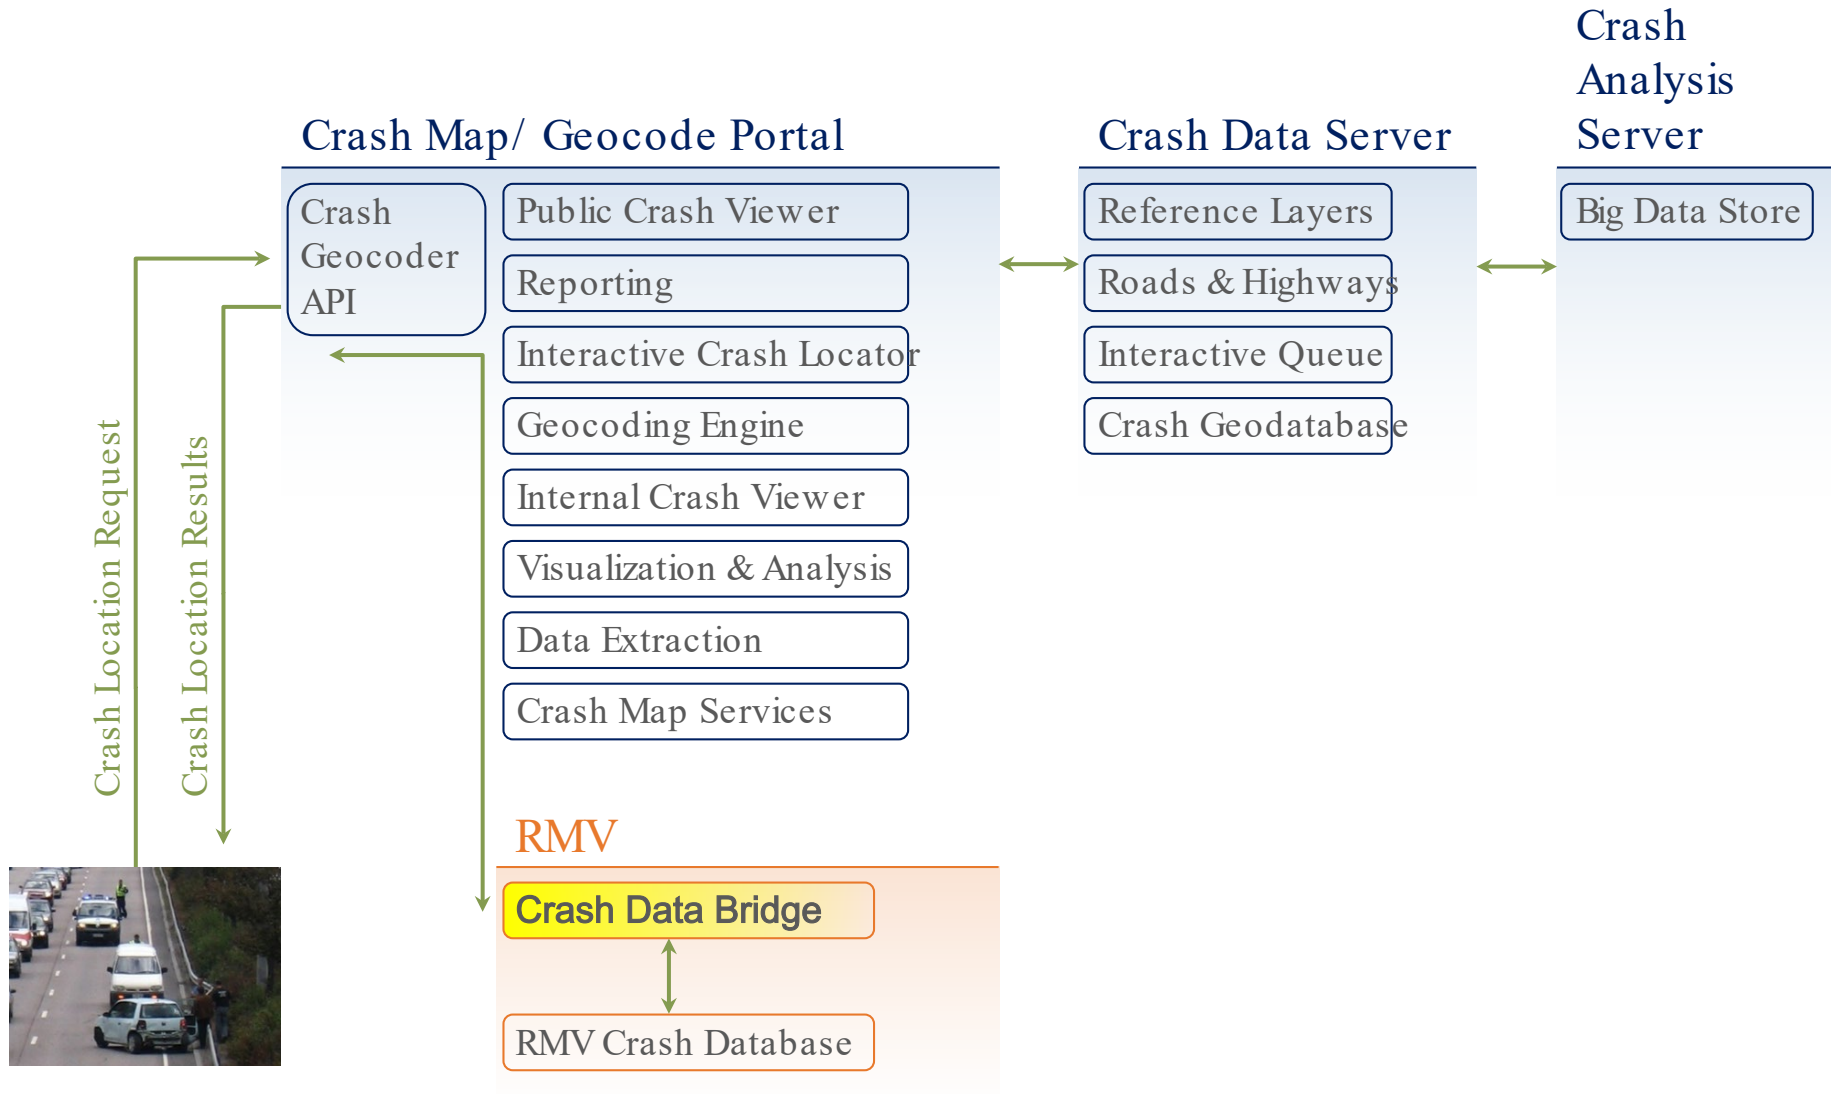 Crash
Analysis
Server
Crash Map/ Geocode Portal
Crash Data Server
Crash
Geocoder
API
Public Crash Viewer
Reporting
Interactive Crash Locator
Geocoding Engine
Internal Crash Viewer
Visualization & Analysis
Data Extraction
Crash Map Services
Reference Layers
Roads & Highways
Interactive Queue
Crash Geodatabase
Big Data Store
Crash Location Request
Crash Location Results
RMV
Crash Data Bridge
RMV Crash Database